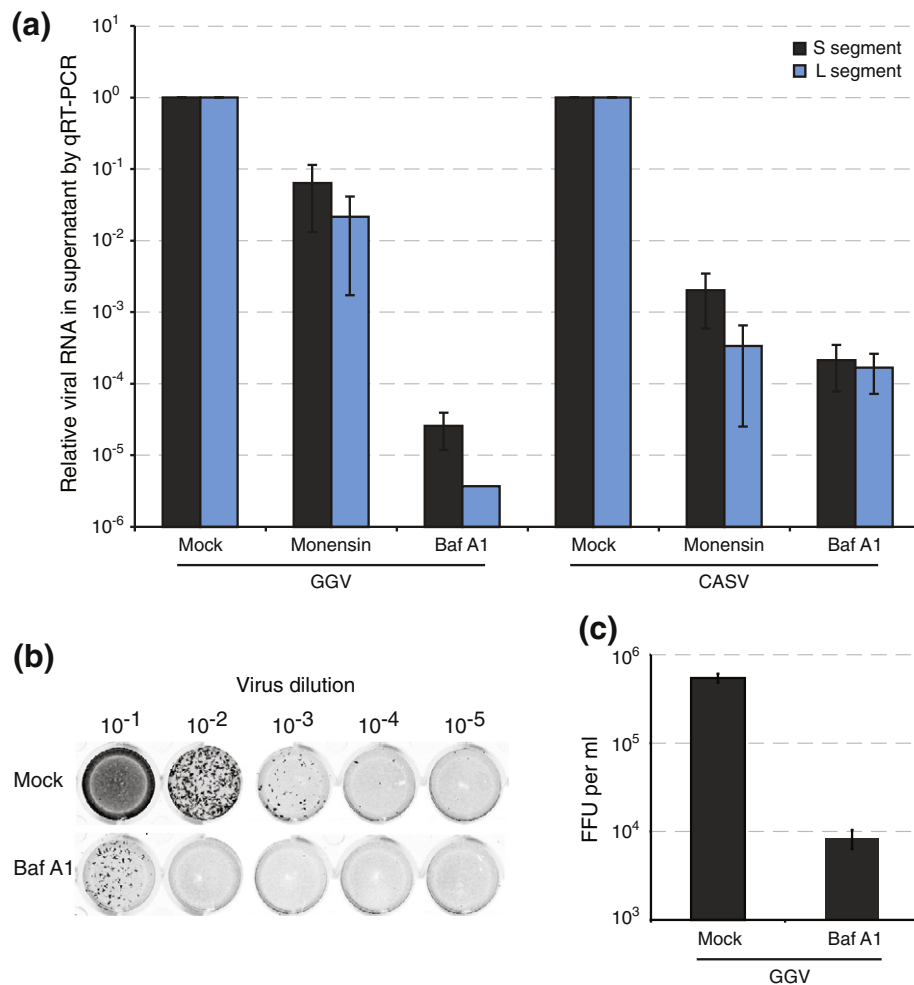 (a)
Relative viral RNA in supernatant by qRT-PCR
10^1
10^0
10^-1
10^-2
10^-3
10^-4
10^-5
10^-6
S segment
L segment
Mock Monensin Baf A1 Mock Monensin Baf A1
GGV CASV
(b)
Virus dilution
10^-1 10^-2 10^-3 10^-4 10^-5
Mock
Baf A1
(c)
FFU per ml
10^6
10^5
10^4
10^3
Mock Baf A1
GGV